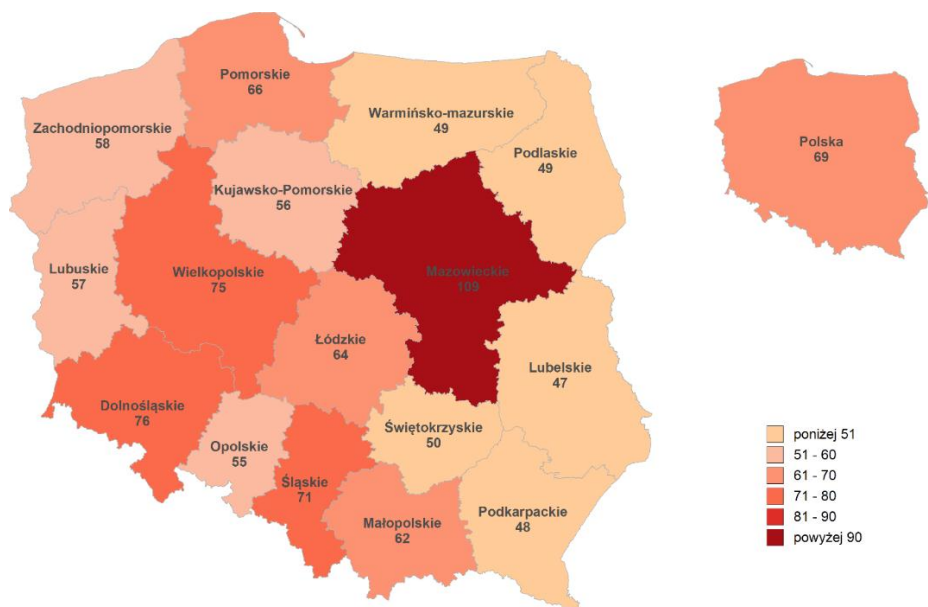 Pomorskie
66
Warmińsko-mazurskie
49
Zachodniopomorskie
58
Podlaskie
49
Polska
69
Kujawsko-Pomorskie
56
Lubuskie
57
Wielkopolskie
75
Mazowieckie
109
Łódzkie
64
Lubelskie
47
Dolnośląskie
76
Świętokrzyskie
50
Opolskie
55
Śląskie
71
Małopolskie
62
Podkarpackie
48
poniżej 51
51 - 60
61 - 70
71 - 80
81 - 90
powyżej 90